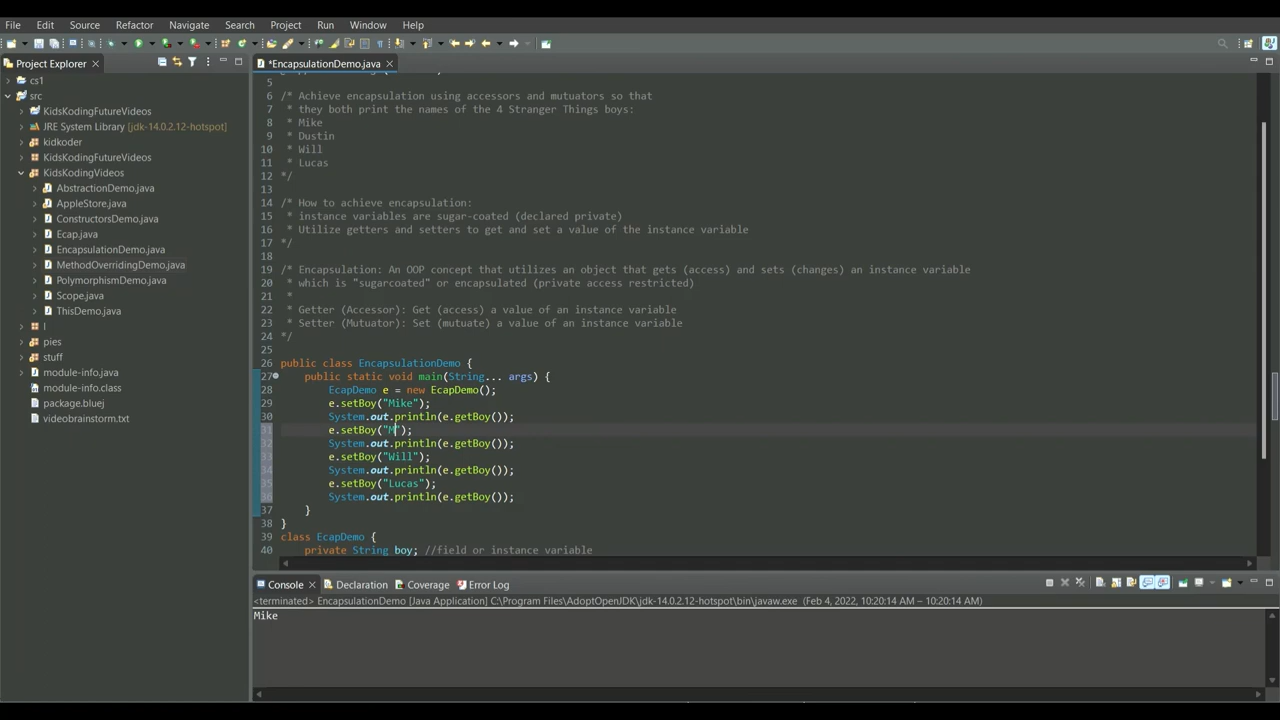 File Edit Source Refactor Navigate Search Project Run Window Help
Project Explorer
*EncapsulationDemo.java
cs1
src
KidsKodingFutureVideos
JRE System Library [jdk-14.0.2.12-hotspot]
kidkoder
KidsKodingFutureVideos
KidsKodingVideos
AbstractionDemo.java
AppleStore.java
ConstructorsDemo.java
Ecap.java
EncapsulationDemo.java
MethodOverridingDemo.java
PolymorphismDemo.java
Scope.java
ThisDemo.java
l
pies
stuff
module-info.java
module-info.class
package.bluej
videobrainstorm.txt
5
6 /* Achieve encapsulation using accessors and mutuators so that
7 * they both print the names of the 4 Stranger Things boys:
8 * Mike
9 * Dustin
10 * Will
11 * Lucas
12 */
13
14 /* How to achieve encapsulation:
15 * instance variables are sugar-coated (declared private)
16 * Utilize getters and setters to get and set a value of the instance variable
17 */
18
19 /* Encapsulation: An OOP concept that utilizes an object that gets (access) and sets (changes) an instance variable
20 * which is "sugarcoated" or encapsulated (private access restricted)
21 *
22 * Getter (Accessor): Get (access) a value of an instance variable
23 * Setter (Mutuator): Set (mutuate) a value of an instance variable
24 */
25
26 public class EncapsulationDemo {
27 public static void main(String... args) {
28 EcapDemo e = new EcapDemo();
29 e.setBoy("Mike");
30 System.out.println(e.getBoy());
31 e.setBoy("M");
32 System.out.println(e.getBoy());
33 e.setBoy("Will");
34 System.out.println(e.getBoy());
35 e.setBoy("Lucas");
36 System.out.println(e.getBoy());
37 }
38 }
39 class EcapDemo {
40 private String boy; //field or instance variable
Console Declaration Coverage Error Log
<terminated> EncapsulationDemo [Java Application] C:\Program Files\AdoptOpenJDK\jdk-14.0.2.12-hotspot\bin\javaw.exe (Feb 4, 2022, 10:20:14 AM – 10:20:14 AM)
Mike